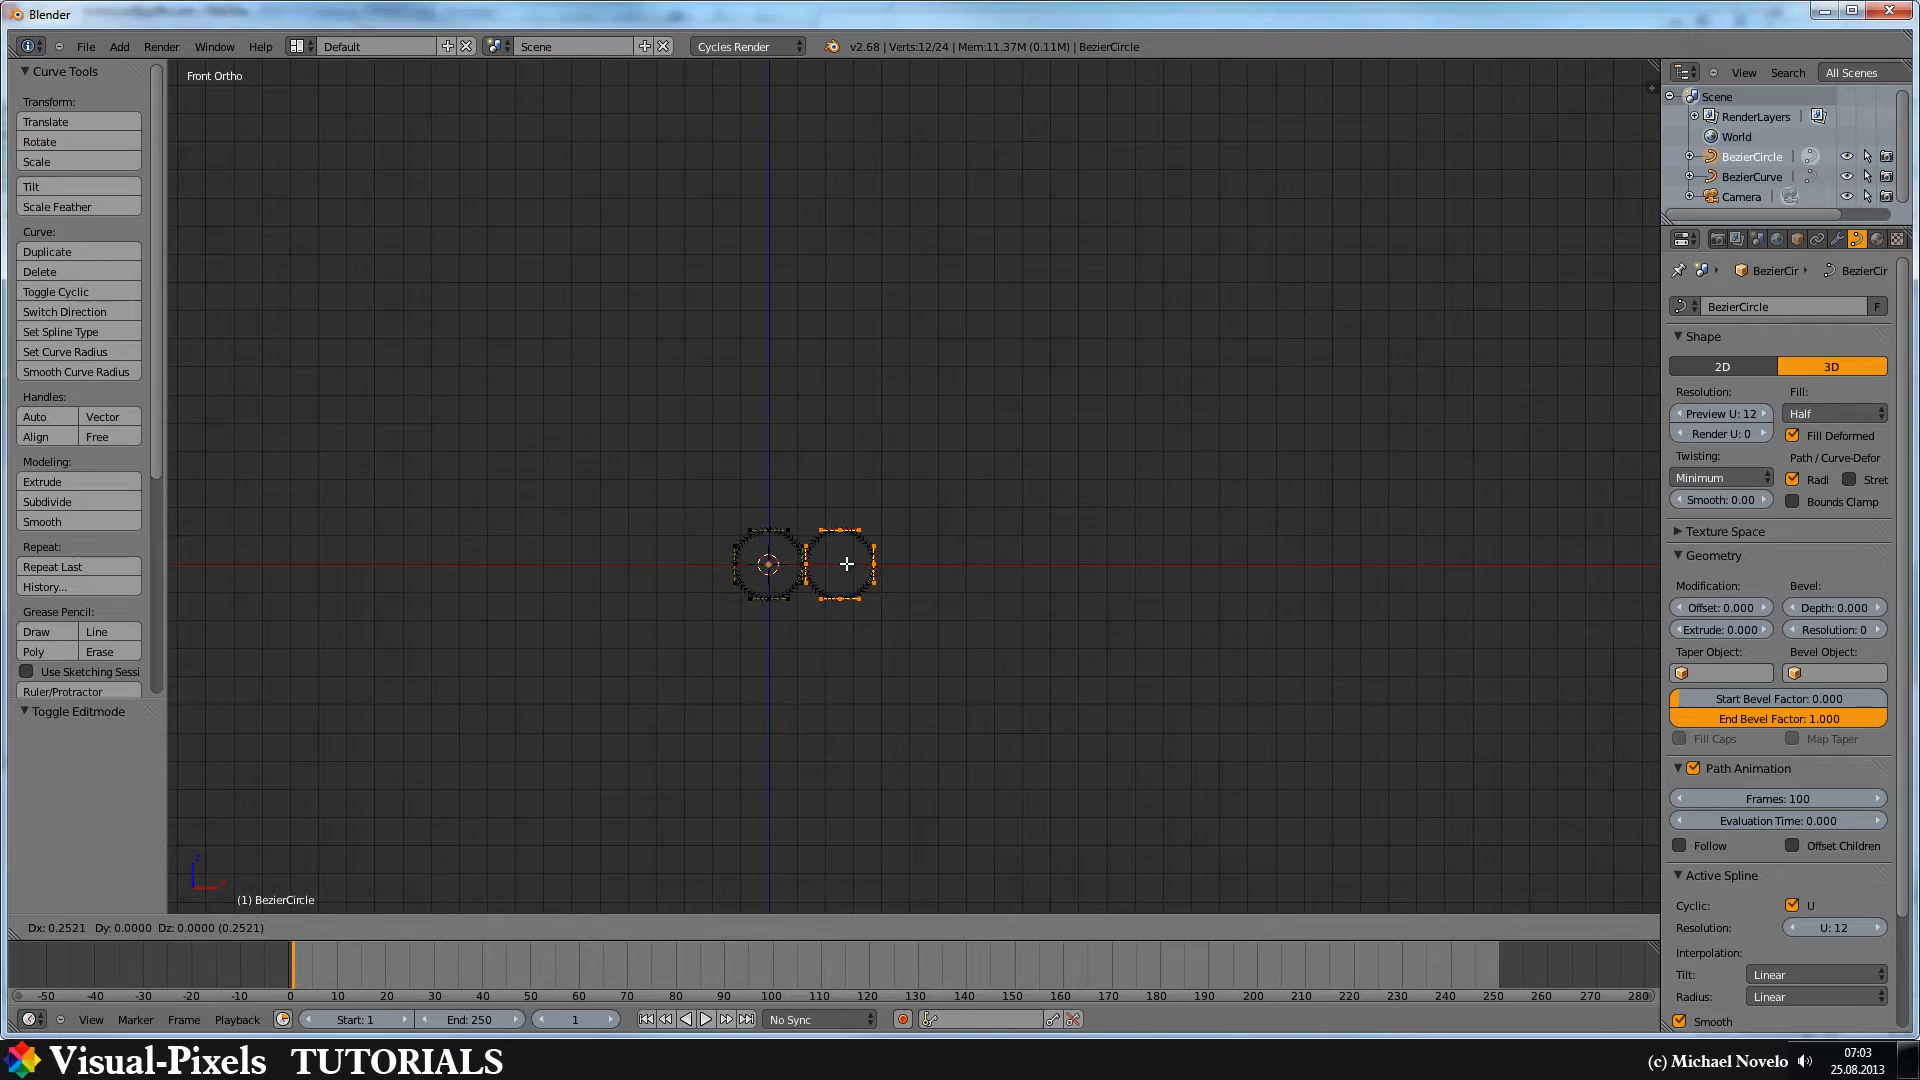 Blender
File Add Render Window Help Default Scene Cycles Render v2.68 | Verts:12/24 | Mem:11.37M (0.11M) | BezierCircle
Curve Tools
Transform:
Translate
Rotate
Scale
Tilt
Scale Feather
Curve:
Duplicate
Delete
Toggle Cyclic
Switch Direction
Set Spline Type
Set Curve Radius
Smooth Curve Radius
Handles:
Auto Vector
Align Free
Modeling:
Extrude
Subdivide
Smooth
Repeat:
Repeat Last
History...
Grease Pencil:
Draw Line
Poly Erase
Use Sketching Sessi
Ruler/Protractor
Toggle Editmode
Front Ortho
z
x
(1) BezierCircle
Dx: 0.2521 Dy: 0.0000 Dz: 0.0000 (0.2521)
View Search All Scenes
Scene
RenderLayers
World
BezierCircle
BezierCurve
Camera
BezierCir BezierCir
BezierCircle F
Shape
2D 3D
Resolution: Fill:
Preview U: 12 Half
Render U: 0 Fill Deformed
Twisting: Path / Curve-Defor
Minimum Radi Stret
Smooth: 0.00 Bounds Clamp
Texture Space
Geometry
Modification: Bevel:
Offset: 0.000 Depth: 0.000
Extrude: 0.000 Resolution: 0
Taper Object: Bevel Object:
Start Bevel Factor: 0.000
End Bevel Factor: 1.000
Fill Caps Map Taper
Path Animation
Frames: 100
Evaluation Time: 0.000
Follow Offset Children
Active Spline
Cyclic: U
Resolution: U: 12
Interpolation:
Tilt: Linear
Radius: Linear
Smooth
-50 -40 -30 -20 -10 0 10 20 30 40 50 60 70 80 90 100 110 120 130 140 150 160 170 180 190 200 210 220 230 240 250 260 270 280
View Marker Frame Playback Start: 1 End: 250 1 No Sync
Visual-Pixels TUTORIALS
(c) Michael Novelo
07:03
25.08.2013